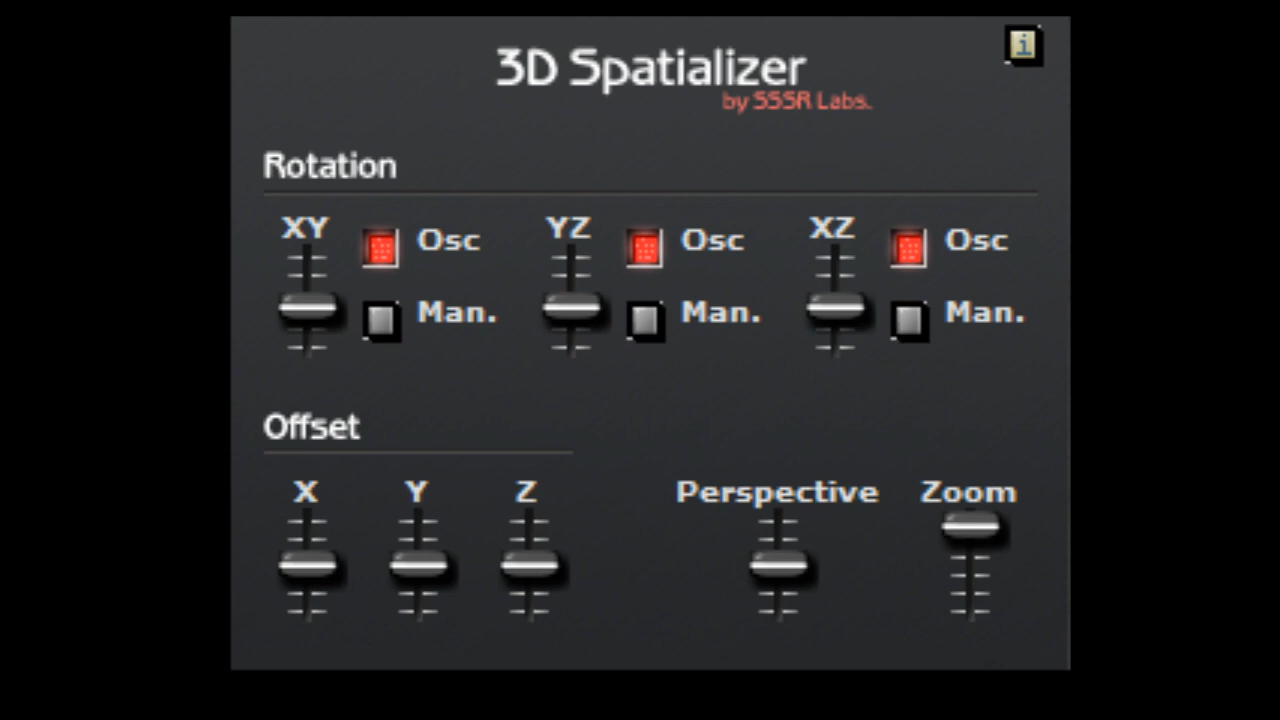 i
3D Spatializer
by SSSR Labs.
Rotation
XY Osc YZ Osc XZ Osc
Man. Man. Man.
Offset
X Y Z Perspective Zoom